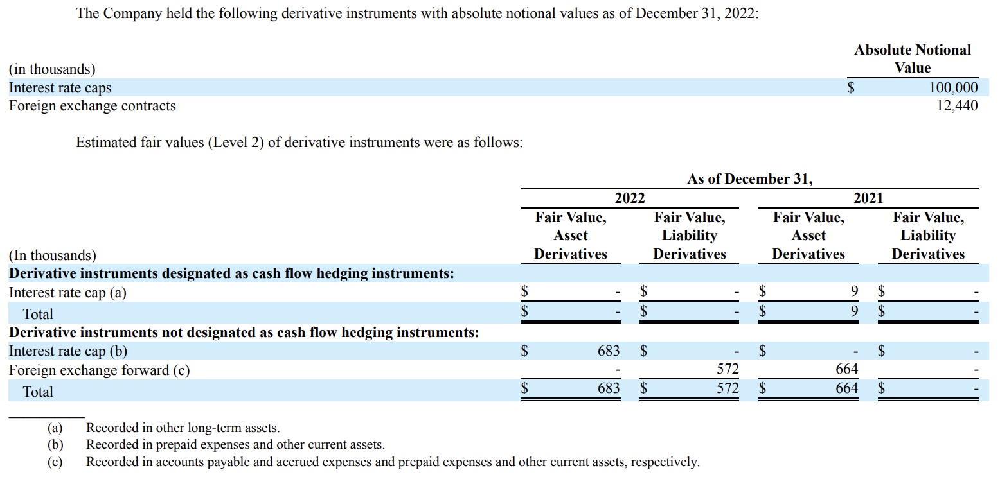 The Company held the following derivative instruments with absolute notional values as of December 31, 2022:
Absolute Notional
(in thousands) Value
Interest rate caps $ 100,000
Foreign exchange contracts 12,440
Estimated fair values (Level 2) of derivative instruments were as follows:
As of December 31,
2022 2021
Fair Value, Fair Value, Fair Value, Fair Value,
Asset Liability Asset Liability
(In thousands) Derivatives Derivatives Derivatives Derivatives
Derivative instruments designated as cash flow hedging instruments:
Interest rate cap (a) $ - $ - $ 9 $ -
Total $ - $ - $ 9 $ -
Derivative instruments not designated as cash flow hedging instruments:
Interest rate cap (b) $ 683 $ - $ - $ -
Foreign exchange forward (c) - 572 664 -
Total $ 683 $ 572 $ 664 $ -
(a) Recorded in other long-term assets.
(b) Recorded in prepaid expenses and other current assets.
(c) Recorded in accounts payable and accrued expenses and prepaid expenses and other current assets, respectively.